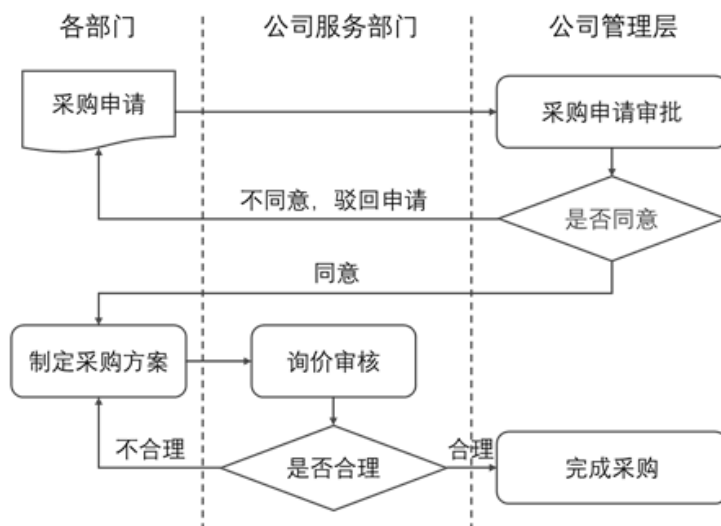 各部门
公司服务部门
公司管理层
采购申请
采购申请审批
不同意，驳回申请
是否同意
同意
制定采购方案
询价审核
不合理
是否合理
合理
完成采购